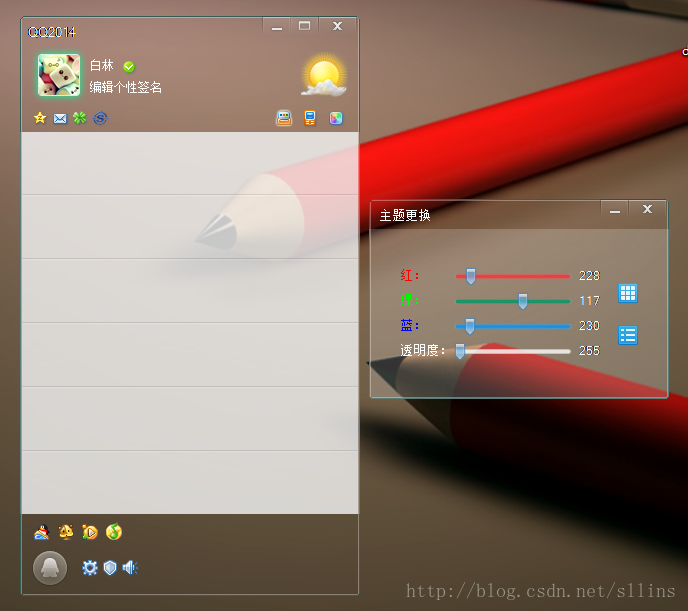 QQ2014
白林
编辑个性签名
主题更换
红： 228
绿： 117
蓝： 230
透明度： 255
http://blog.csdn.net/sllins